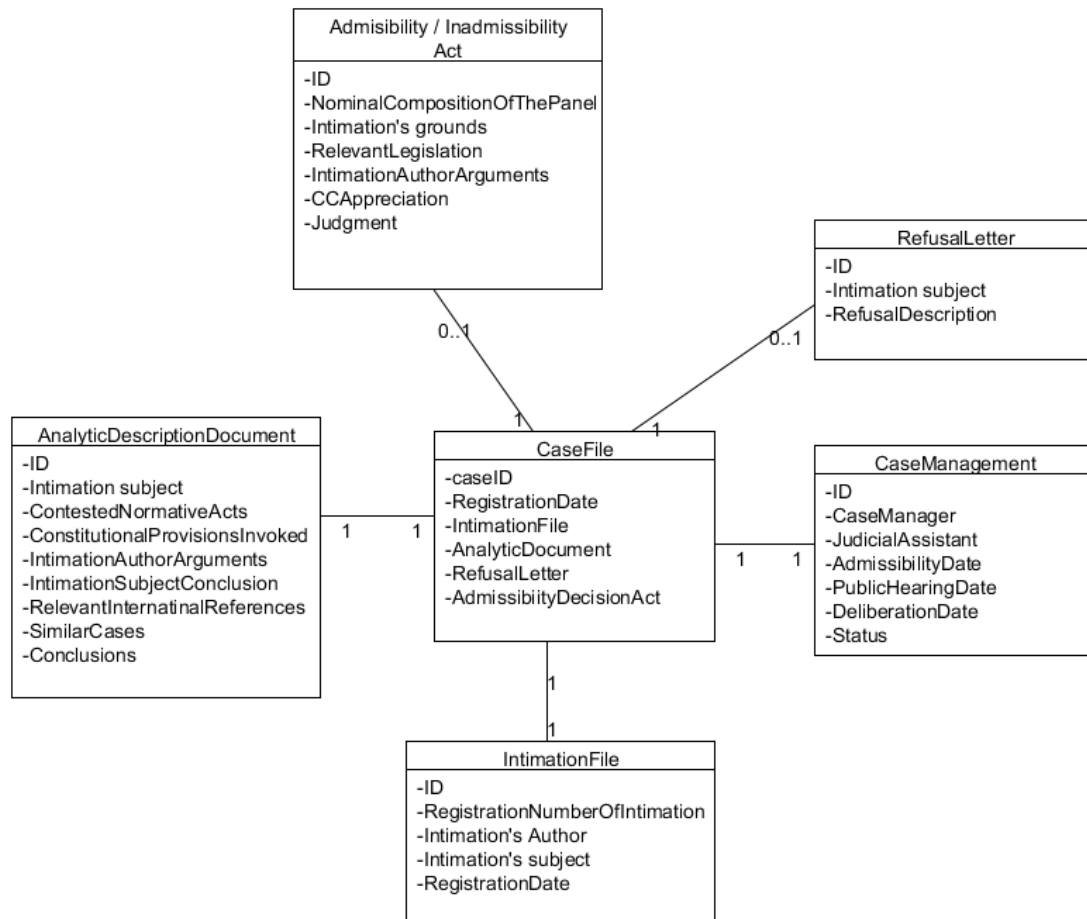 Admisibility / Inadmissibility
Act
-ID
-NominalCompositionOfThePanel
-Intimation's grounds
-RelevantLegislation
-IntimationAuthorArguments
-CCAppreciation
-Judgment
RefusalLetter
-ID
-Intimation subject
-RefusalDescription
0..1
0..1
1
1
AnalyticDescriptionDocument
-ID
-Intimation subject
-ContestedNormativeActs
-ConstitutionalProvisionsInvoked
-IntimationAuthorArguments
-IntimationSubjectConclusion
-RelevantInternatinalReferences
-SimilarCases
-Conclusions
1
1
CaseFile
-caseID
-RegistrationDate
-IntimationFile
-AnalyticDocument
-RefusalLetter
-AdmissibiityDecisionAct
1
1
CaseManagement
-ID
-CaseManager
-JudicialAssistant
-AdmissibilityDate
-PublicHearingDate
-DeliberationDate
-Status
1
1
IntimationFile
-ID
-RegistrationNumberOfIntimation
-Intimation's Author
-Intimation's subject
-RegistrationDate